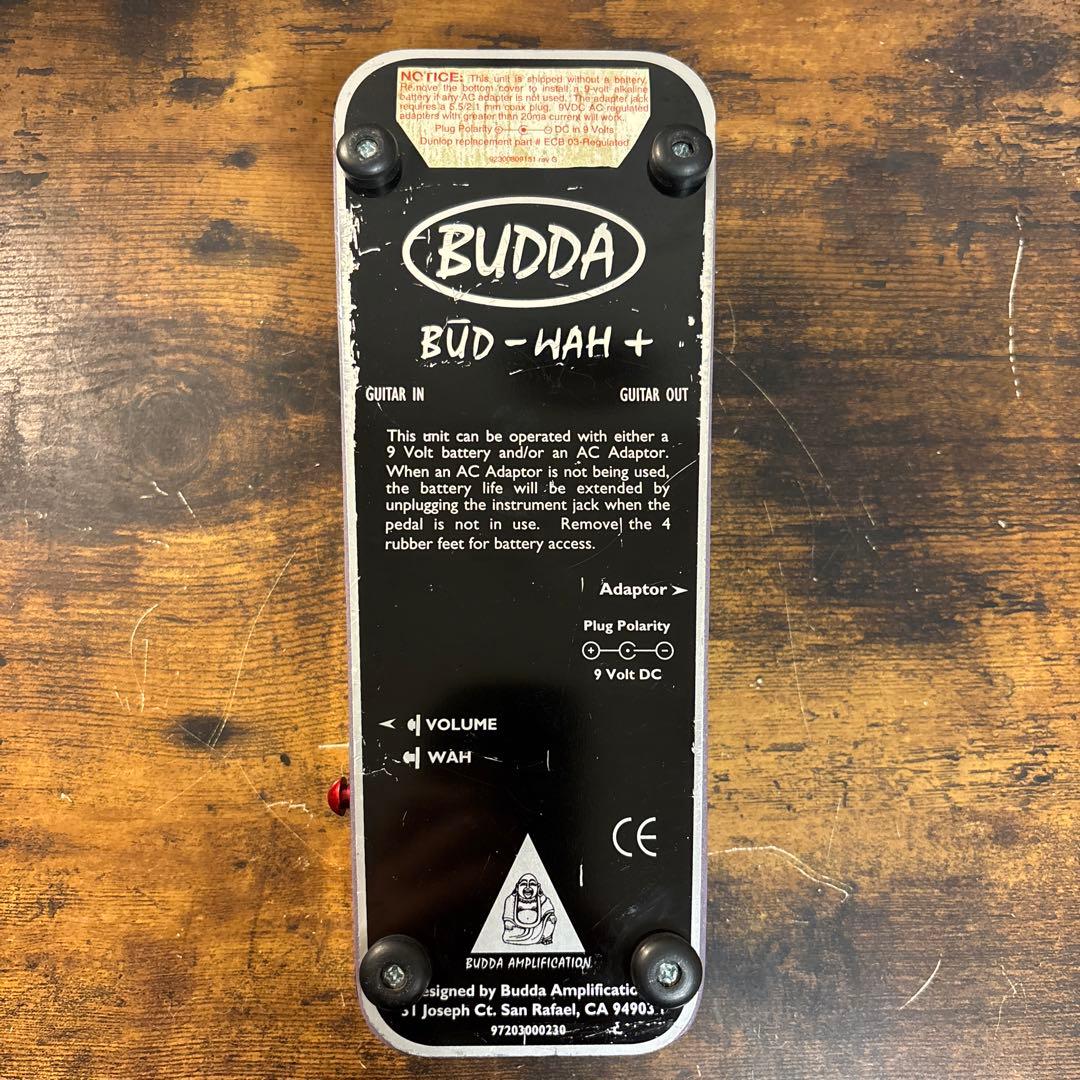 NOTICE: This unit is shipped without a battery.
Remove the bottom cover to install a 9-volt alkaline
battery if any AC adapter is not used. The adapter jack
requires a 5.5/2.1 mm coax plug. 9VDC AC regulated
adapters with greater than 20ma current will work.
Plug Polarity DC in 9 Volts
Dunlop replacement part # ECB 03-Regulated
92300809151 rev G
BUDDA
BŪD - WAH +
GUITAR IN GUITAR OUT
This unit can be operated with either a
9 Volt battery and/or an AC Adaptor.
When an AC Adaptor is not being used,
the battery life will be extended by
unplugging the instrument jack when the
pedal is not in use. Remove the 4
rubber feet for battery access.
Adaptor
Plug Polarity
+ C -
9 Volt DC
VOLUME
WAH
CE
BUDDA AMPLIFICATION
esigned by Budda Amplificatio
1 Joseph Ct. San Rafael, CA 94903
97203000230